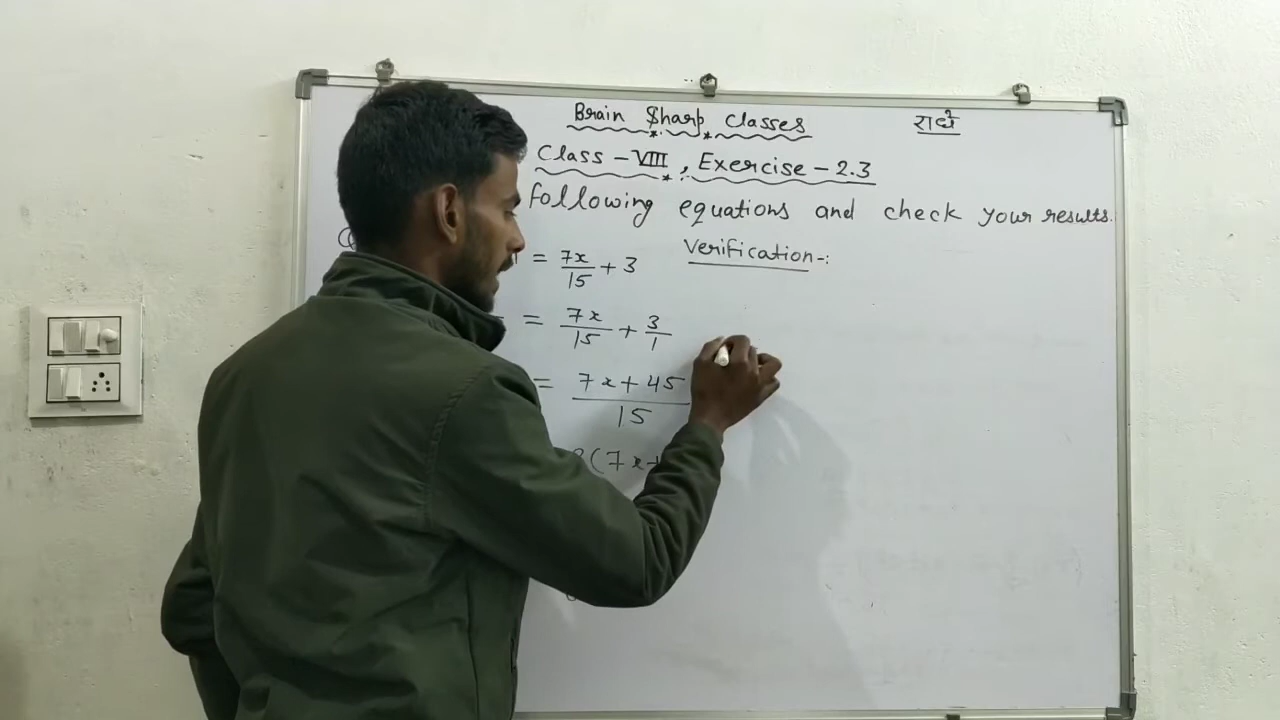 Brain Sharp Classes
राधे
Class - VIII, Exercise - 2.3
following equations and check your results.
= 7x/15 + 3
Verification -:
= 7x/15 + 3/1
= 7x + 45/15
(7x+